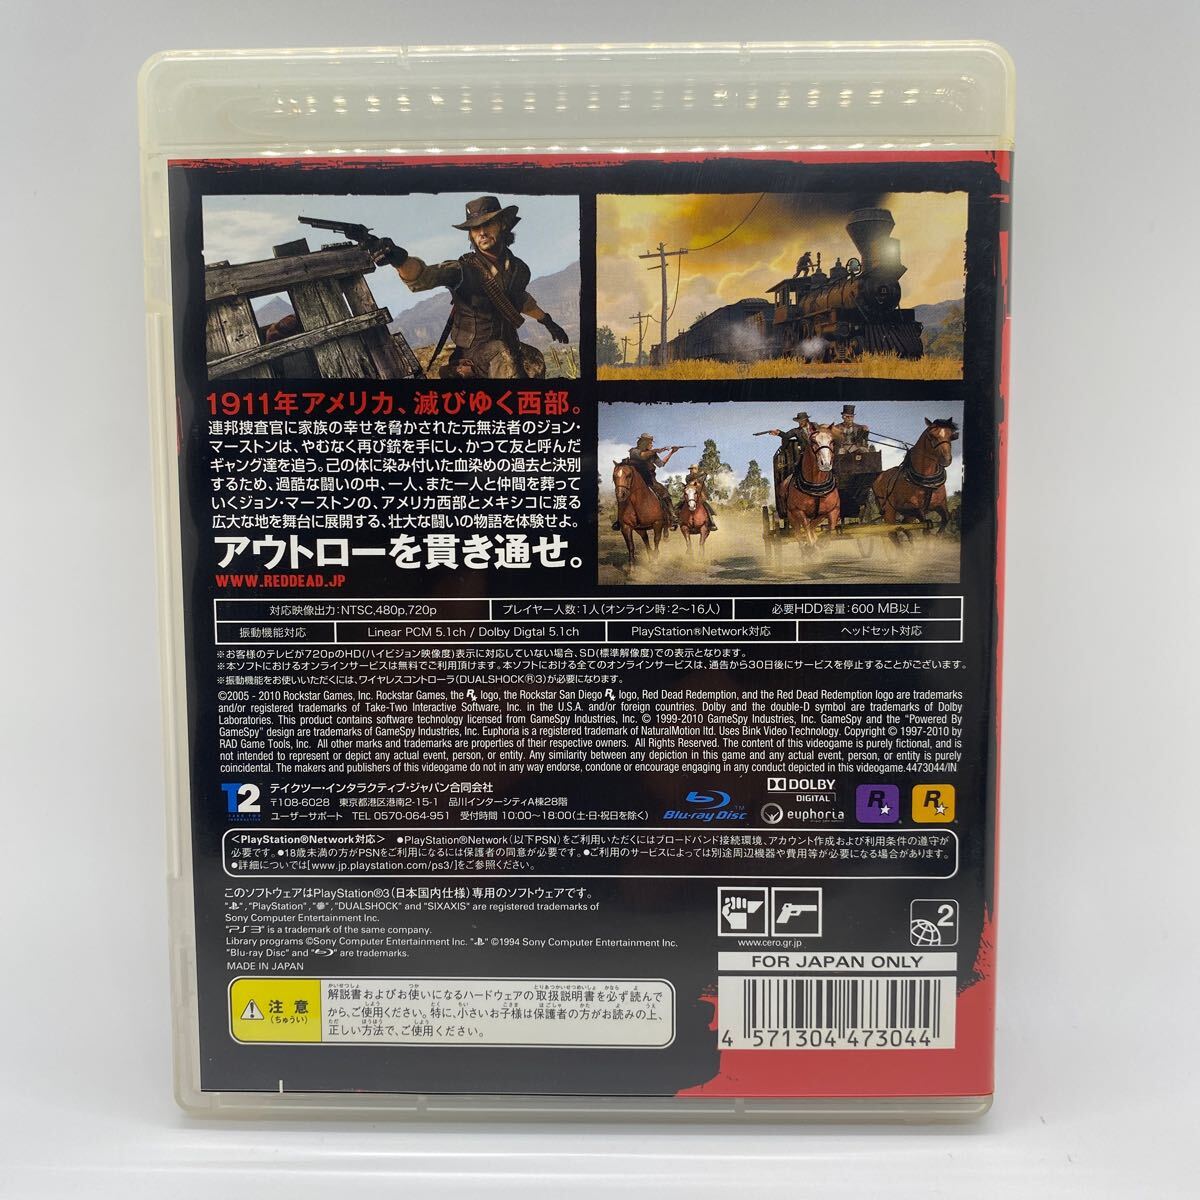 1911年アメリカ、滅びゆく西部。
連邦捜査官に家族の幸せを脅かされた元無法者のジョン・
マーストンは、やむなく再び銃を手にし、かつて友と呼んだ
ギャング達を追う。己の体に染み付いた血染めの過去と決別
するため、過酷な闘いの中、一人、また一人と仲間を葬って
いくジョン・マーストンの、アメリカ西部とメキシコに渡る
広大な地を舞台に展開する、壮大な闘いの物語を体験せよ。
アウトローを貫き通せ。
WWW.REDDEAD.JP
対応映像出力：NTSC,480p,720p
プレイヤー人数：1人（オンライン時：2～16人）
必要HDD容量：600 MB以上
振動機能対応
Linear PCM 5.1ch / Dolby Digtal 5.1ch
PlayStation®Network対応
ヘッドセット対応
※お客様のテレビが720pのHD（ハイビジョン映像度）表示に対応していない場合、SD（標準解像度）での表示となります。
※本ソフトにおけるオンラインサービスは無料でご利用頂けます。本ソフトにおける全てのオンラインサービスは、通告から30日後にサービスを停止することがございます。
※振動機能をお使いいただくには、ワイヤレスコントローラ（DUALSHOCK®3）が必要になります。
©2005 - 2010 Rockstar Games, Inc. Rockstar Games, the R★ logo, the Rockstar San Diego R★ logo, Red Dead Redemption, and the Red Dead Redemption logo are trademarks
and/or registered trademarks of Take-Two Interactive Software, Inc. in the U.S.A. and/or foreign countries. Dolby and the double-D symbol are trademarks of Dolby
Laboratories. This product contains software technology licensed from GameSpy Industries, Inc. © 1999-2010 GameSpy Industries, Inc. GameSpy and the "Powered By
GameSpy" design are trademarks of GameSpy Industries, Inc. Euphoria is a registered trademark of NaturalMotion ltd. Uses Bink Video Technology. Copyright © 1997-2010 by
RAD Game Tools, Inc. All other marks and trademarks are properties of their respective owners. All Rights Reserved. The content of this videogame is purely fictional, and is
not intended to represent or depict any actual event, person, or entity. Any similarity between any depiction in this game and any actual event, person, or entity is purely
coincidental. The makers and publishers of this videogame do not in any way endorse, condone or encourage engaging in any conduct depicted in this videogame.4473044/IN
T2
TAKE TWO
INTERACTIVE
テイクツー・インタラクティブ・ジャパン合同会社
〒108-6028 東京都港区港南2-15-1 品川インターシティA棟28階
ユーザーサポート TEL 0570-064-951 受付時間 10:00～18:00（土・日・祝日を除く）
Blu-ray Disc™
DOLBY
DIGITAL
euphoria
R★
R★
＜PlayStation®Network対応＞ ●PlayStation®Network（以下PSN）をご利用いただくにはブロードバンド接続環境、アカウント作成および利用条件の遵守が
必要です。●18歳未満の方がPSNをご利用になるには保護者の同意が必要です。●ご利用のサービスによっては別途周辺機器や費用等が必要になる場合があります。
●詳細については[www.jp.playstation.com/ps3/]をご参照ください。
このソフトウェアはPlayStation®3（日本国内仕様）専用のソフトウェアです。
" ", "PlayStation", " ", "DUALSHOCK" and "SIXAXIS" are registered trademarks of
Sony Computer Entertainment Inc.
"PS3" is a trademark of the same company.
Library programs ©Sony Computer Entertainment Inc. " " ©1994 Sony Computer Entertainment Inc.
"Blu-ray Disc" and " " are trademarks.
MADE IN JAPAN
www.cero.gr.jp
2
FOR JAPAN ONLY
注意
（ちゅうい）
解説書およびお使いになるハードウェアの取扱説明書を必ず読んで
から、ご使用ください。特に、小さいお子様は保護者の方がお読みの上、
正しい方法で、ご使用ください。
4 571304 473044